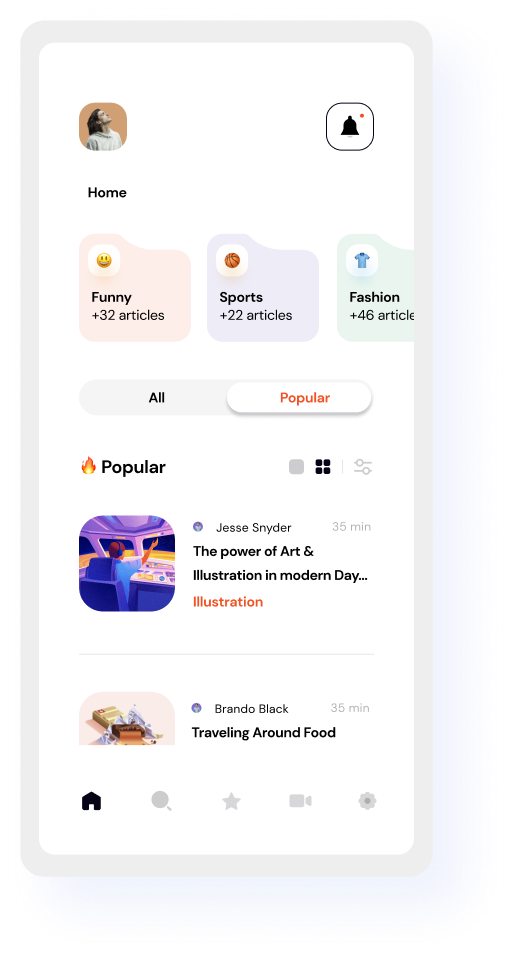 Home
Funny
+32 articles
Sports
+22 articles
Fashion
+46 article
All
Popular
Popular
Jesse Snyder
35 min
The power of Art &
Illustration in modern Day...
Illustration
Brando Black
35 min
Traveling Around Food